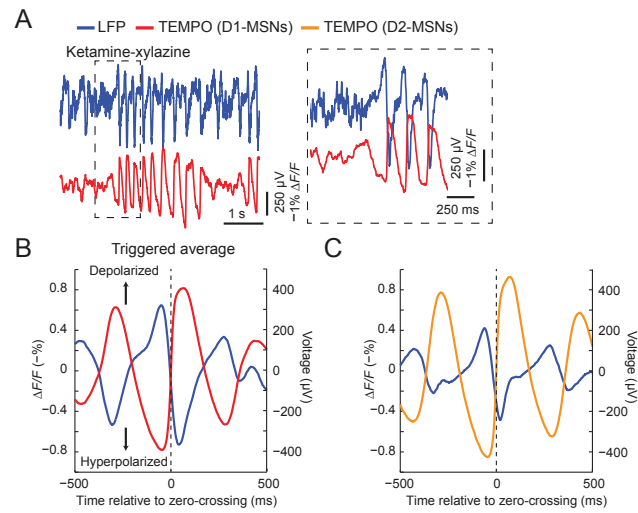 A
LFP TEMPO (D1-MSNs) TEMPO (D2-MSNs)
Ketamine-xylazine
250 μV
−1% ΔF/F
1 s
250 μV
−1% ΔF/F
250 ms
B Triggered average
C
Depolarized
Hyperpolarized
ΔF/F (−%)
0.8
0.4
0
−0.4
−0.8
Voltage (μV)
400
200
0
−200
−400
−500 0 500
Time relative to zero-crossing (ms)
ΔF/F (−%)
0.8
0.4
0
−0.4
−0.8
Voltage (μV)
400
200
0
−200
−400
−500 0 500
Time relative to zero-crossing (ms)